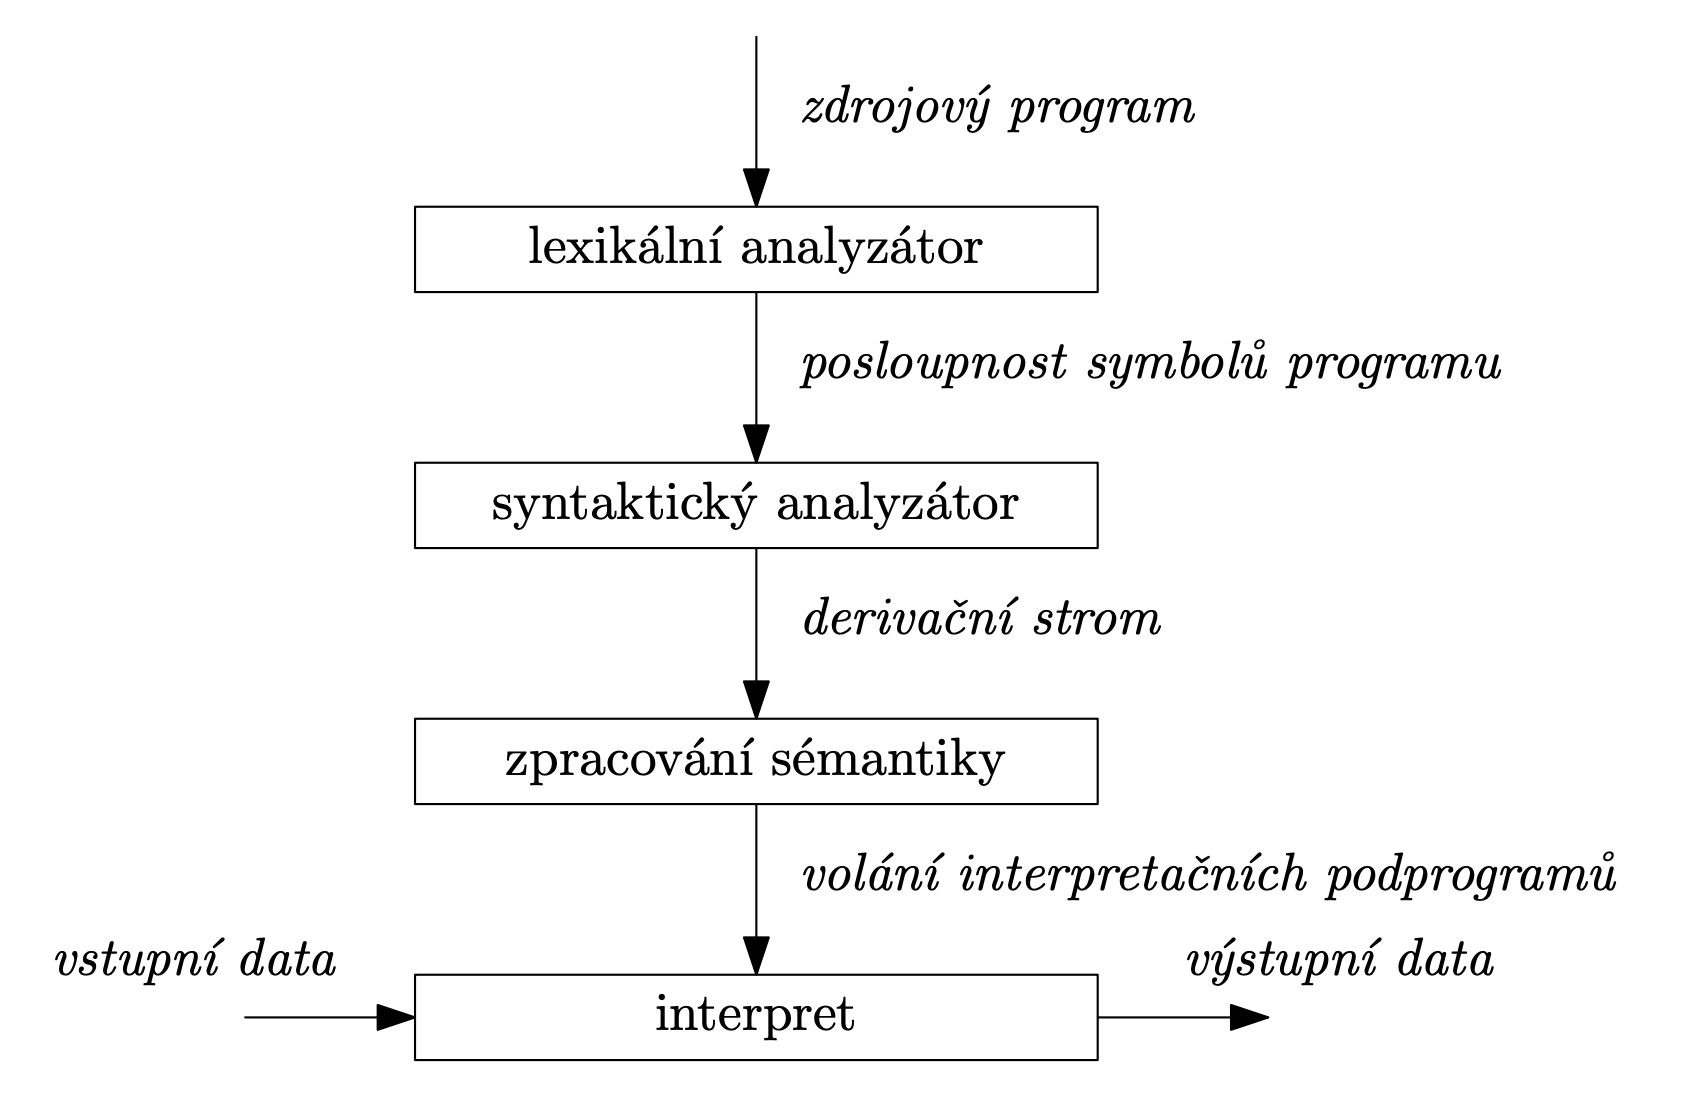 zdrojový program
lexikální analyzátor
posloupnost symbolů programu
syntaktický analyzátor
derivační strom
zpracování sémantiky
volání interpretačních podprogramů
vstupní data
výstupní data
interpret